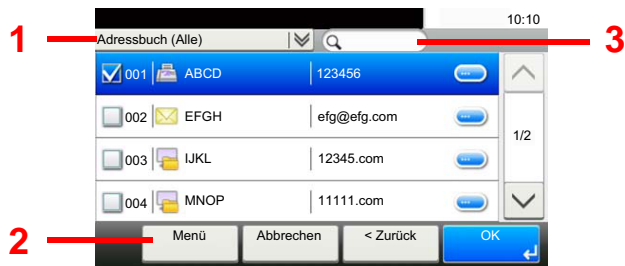 10:10
1 Adressbuch (Alle) 3
001 ABCD 123456
002 EFGH efg@efg.com
1/2
003 IJKL 12345.com
004 MNOP 11111.com
2 Menü Abbrechen < Zurück OK